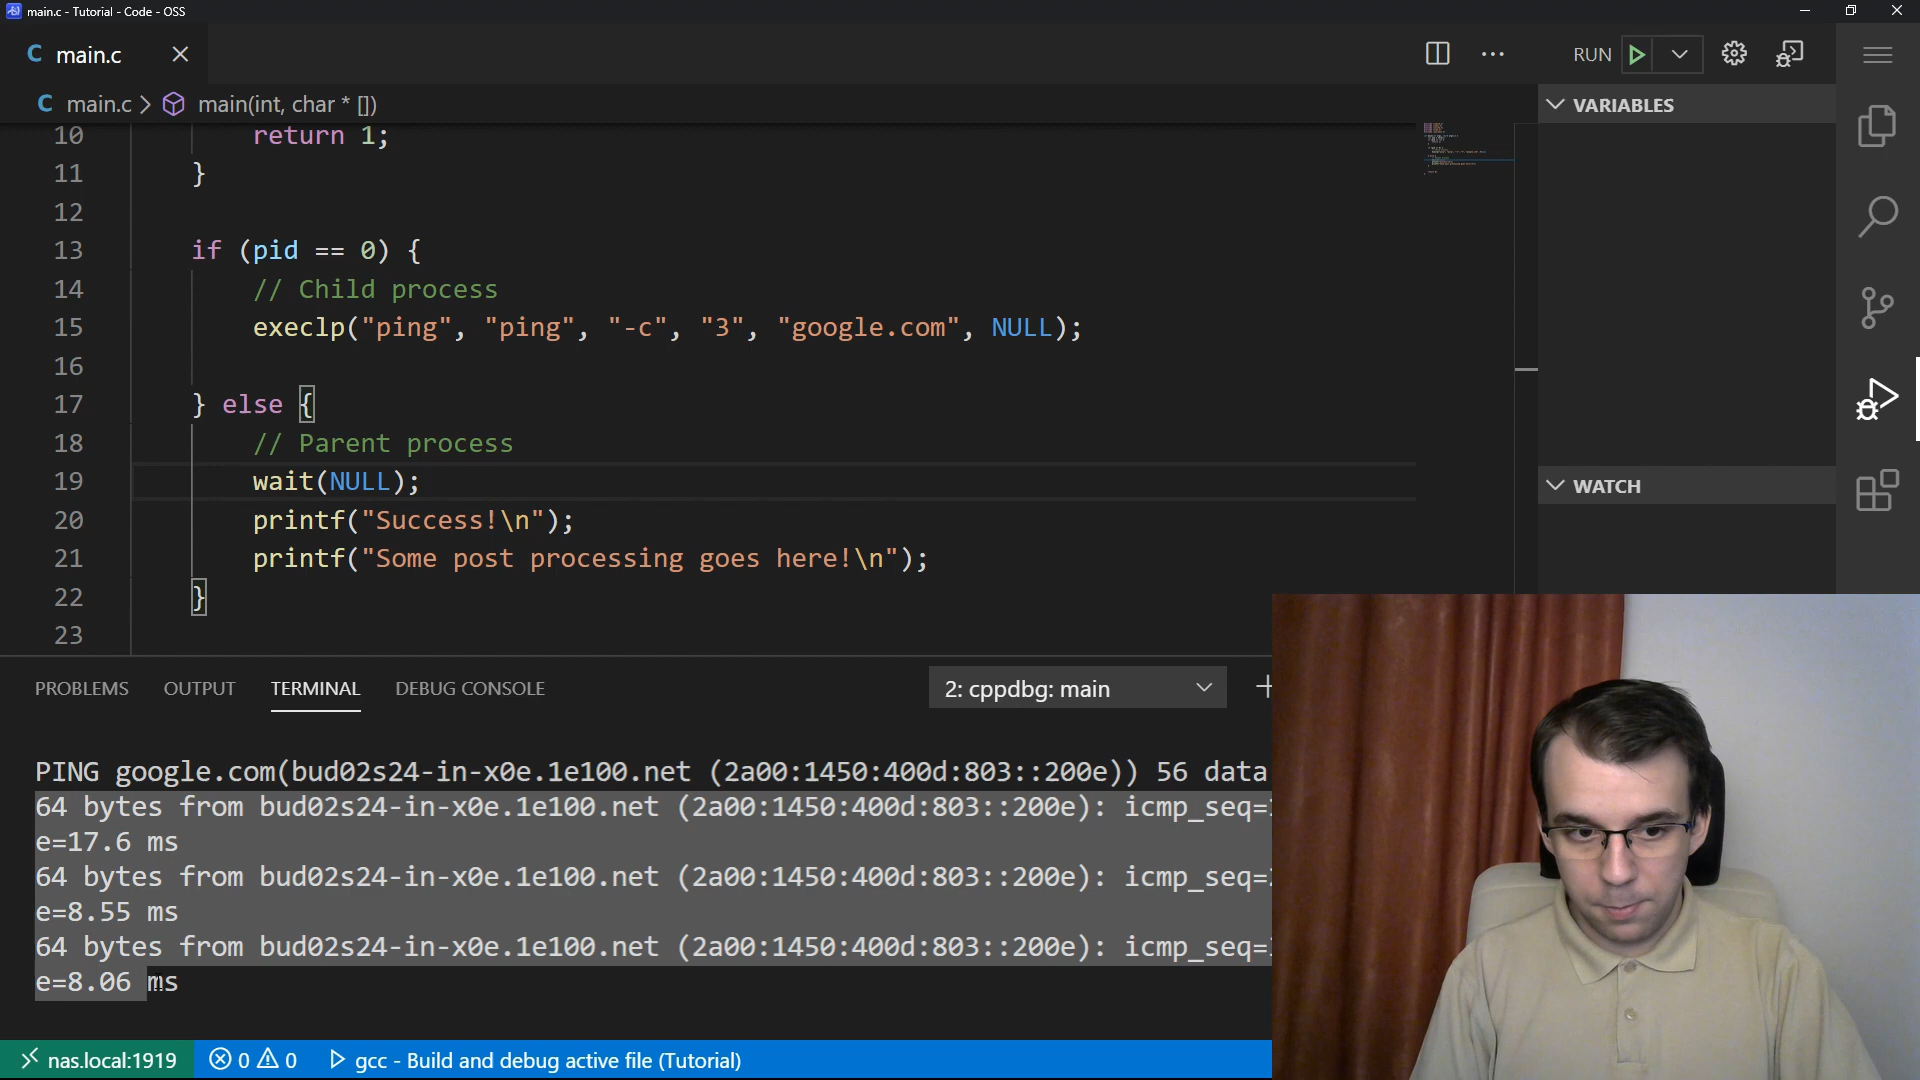 main.c - Tutorial - Code - OSS
C main.c
RUN
C main.c > main(int, char * [])
VARIABLES
10 return 1;
11 }
12
13 if (pid == 0) {
14 // Child process
15 execlp("ping", "ping", "-c", "3", "google.com", NULL);
16
17 } else {
18 // Parent process
19 wait(NULL);
20 printf("Success!\n");
21 printf("Some post processing goes here!\n");
22 }
23
WATCH
PROBLEMS OUTPUT TERMINAL DEBUG CONSOLE 2: cppdbg: main
PING google.com(bud02s24-in-x0e.1e100.net (2a00:1450:400d:803::200e)) 56 data
64 bytes from bud02s24-in-x0e.1e100.net (2a00:1450:400d:803::200e): icmp_seq=
e=17.6 ms
64 bytes from bud02s24-in-x0e.1e100.net (2a00:1450:400d:803::200e): icmp_seq=
e=8.55 ms
64 bytes from bud02s24-in-x0e.1e100.net (2a00:1450:400d:803::200e): icmp_seq=
e=8.06 ms
nas.local:1919 0 0 gcc - Build and debug active file (Tutorial)